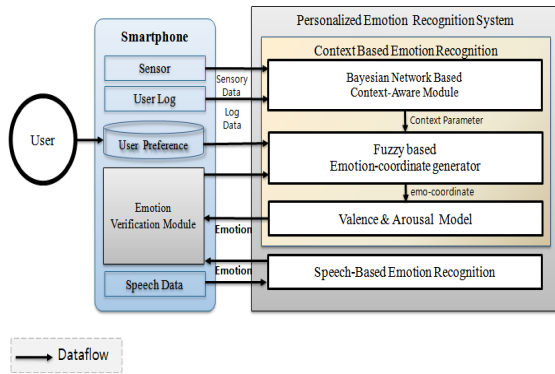 Personalized Emotion Recognition System
Smartphone
Context Based Emotion Recognition
Sensor
Sensory
Data
Bayesian Network Based
Context-Aware Module
User Log
Log
Data
Context Parameter
User
User Preference
Fuzzy based
Emotion-coordinate generator
emo-coordinate
Emotion
Verification Module
Valence & Arousal Model
Emotion
Speech-Based Emotion Recognition
Emotion
Speech Data
Dataflow